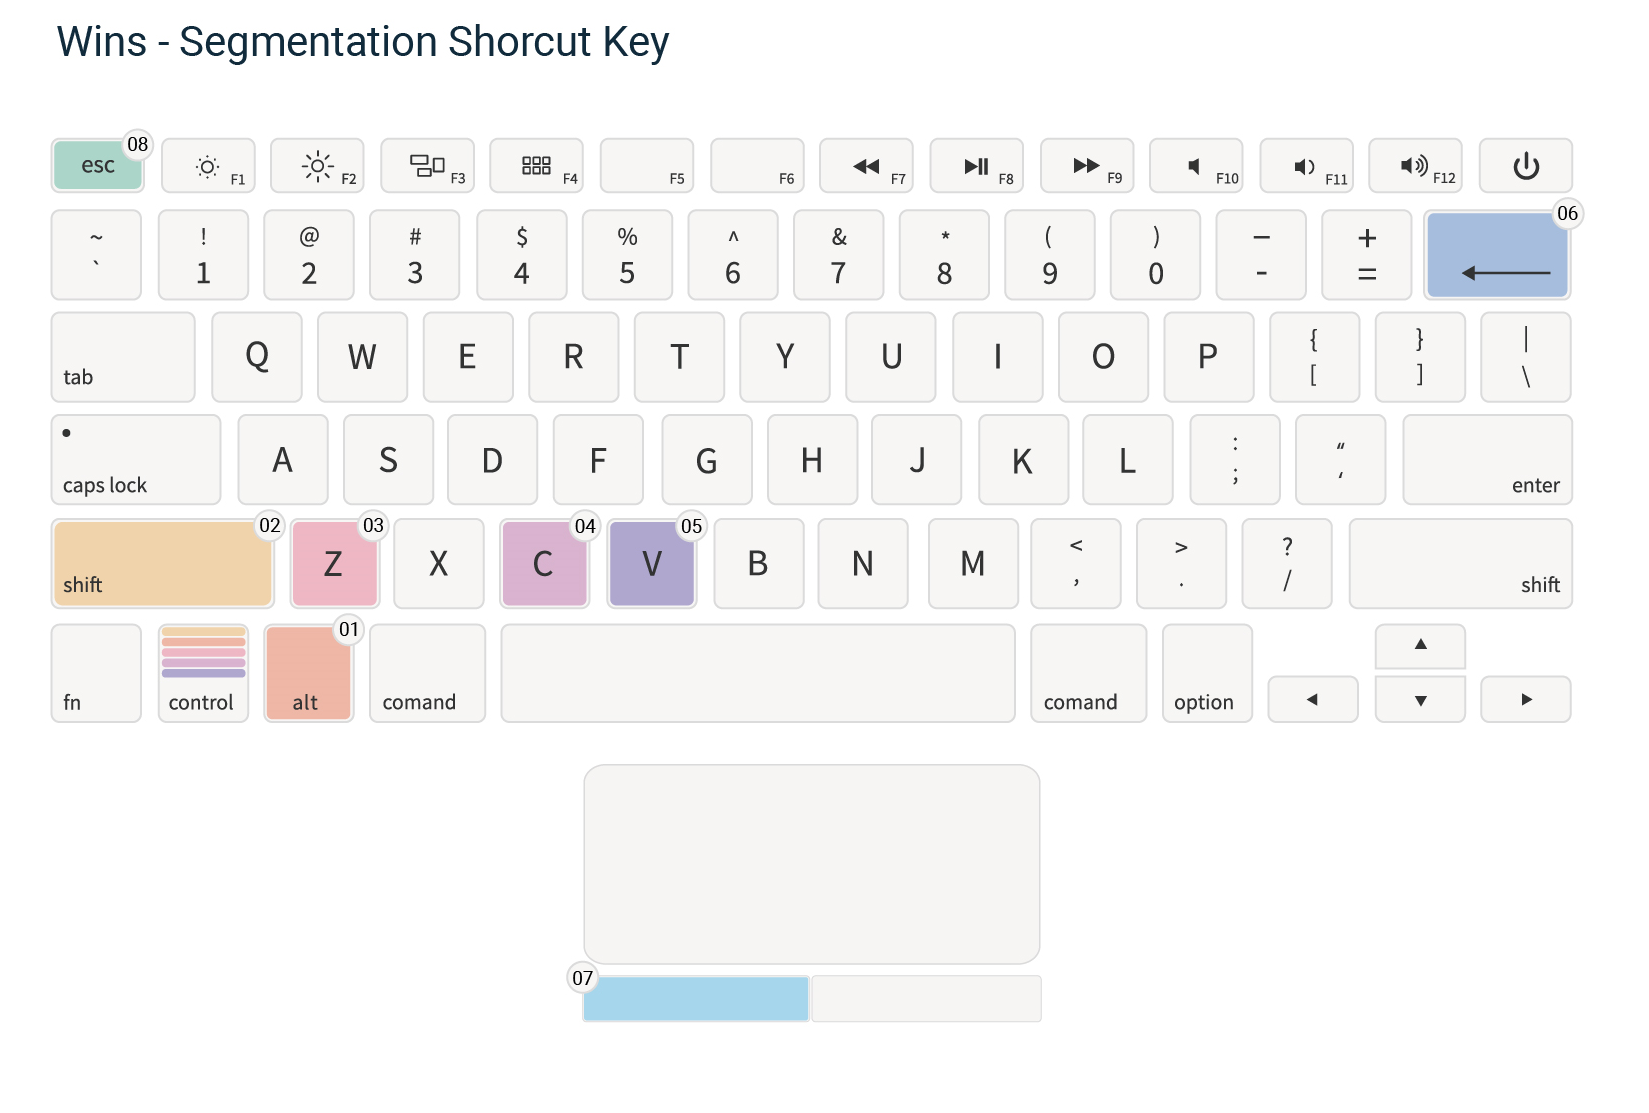 Wins - Segmentation Shorcut Key
esc 08 F1 F2 F3 F4 F5 F6 F7 F8 F9 F10 F11 F12
~ ! @ # $ % ^ & * ( ) — + 06
` 1 2 3 4 5 6 7 8 9 0 - =
tab Q W E R T Y U I O P { [ } ] | \
caps lock A S D F G H J K L : ; “ ‘ enter
shift 02 Z 03 X C 04 V 05 B N M < , > . ? / shift
fn control alt 01 comand comand option
07